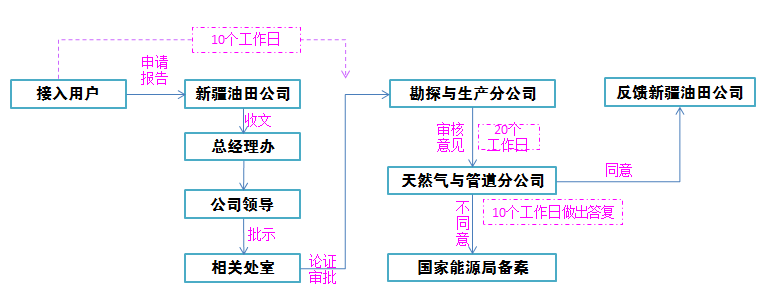 10个工作日
申请
报告
接入用户
新疆油田公司
收文
总经理办
公司领导
批示
相关处室
论证
审批
勘探与生产分公司
审核
意见
20个
工作日
天然气与管道分公司
同意
反馈新疆油田公司
不
同
意
10个工作日做出答复
国家能源局备案